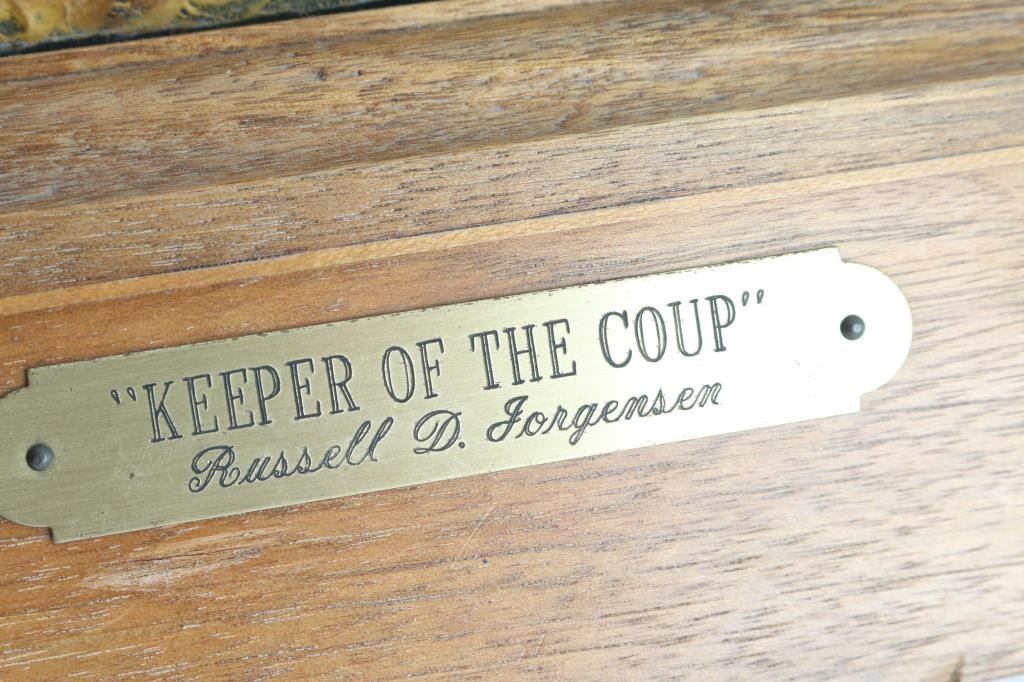 "KEEPER OF THE COUP"
Russell D. Jorgensen